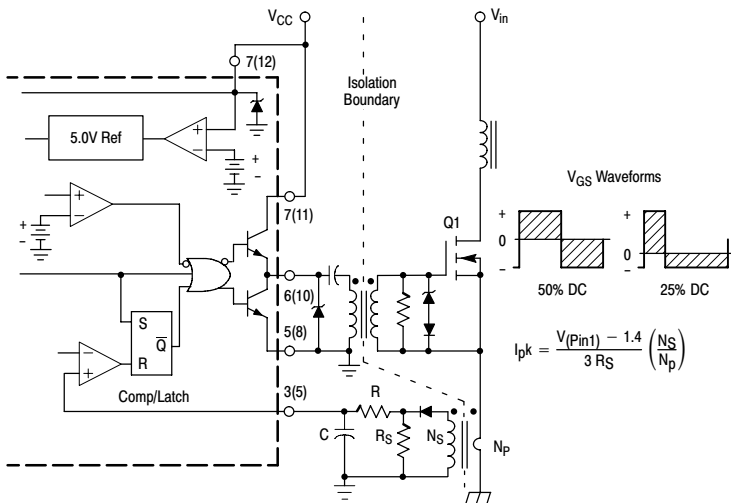 V_CC
V_in
7(12)
Isolation
Boundary
5.0V Ref
+
−
+
−
+
−
+
−
7(11)
Q1
V_GS Waveforms
+
0
−
+
0
−
50% DC
25% DC
6(10)
5(8)
S
Q̅
R
−
+
Comp/Latch
3(5)
R
C
R_S
N_S
N_P
I_pk = V_(Pin1) − 1.4 / 3 R_S (N_S / N_p)